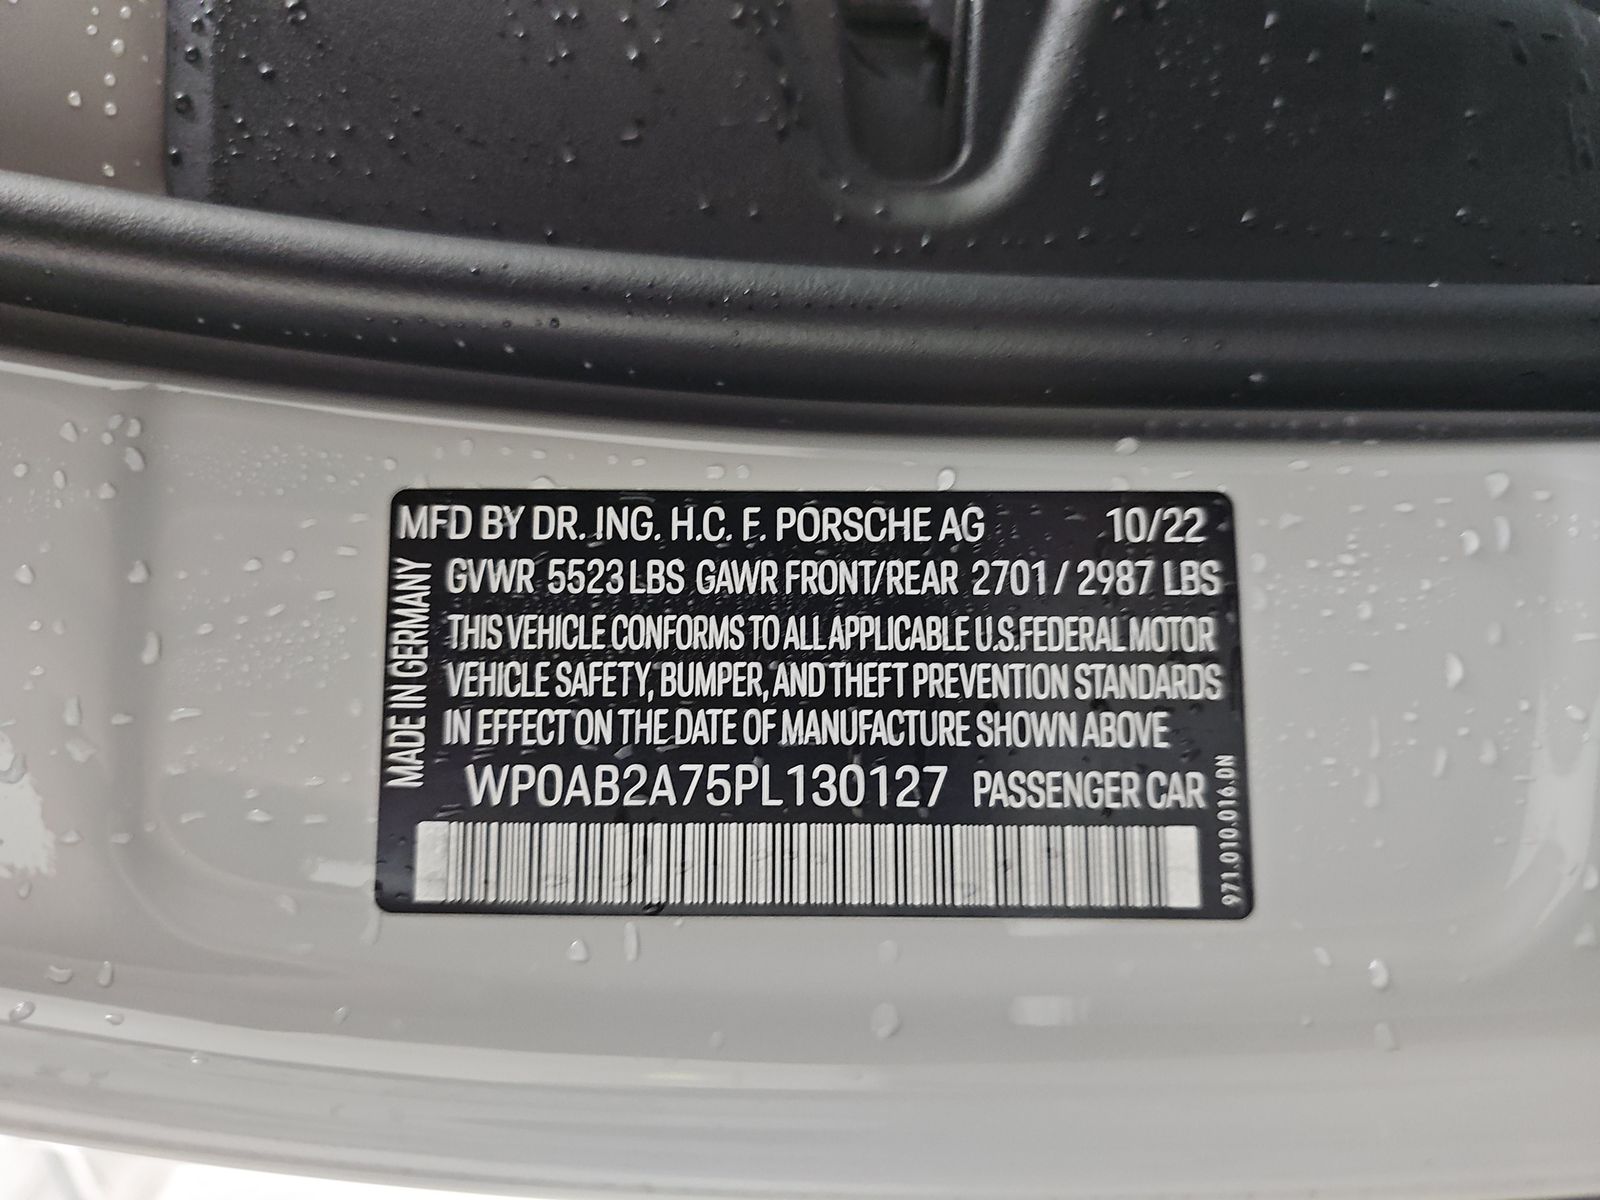 MFD BY DR. ING. H.C. F. PORSCHE AG 10/22
GVWR 5523 LBS GAWR FRONT/REAR 2701 / 2987 LBS
THIS VEHICLE CONFORMS TO ALL APPLICABLE U.S.FEDERAL MOTOR
VEHICLE SAFETY, BUMPER, AND THEFT PREVENTION STANDARDS
IN EFFECT ON THE DATE OF MANUFACTURE SHOWN ABOVE
WP0AB2A75PL130127 PASSENGER CAR
MADE IN GERMANY
971.010.016.DN